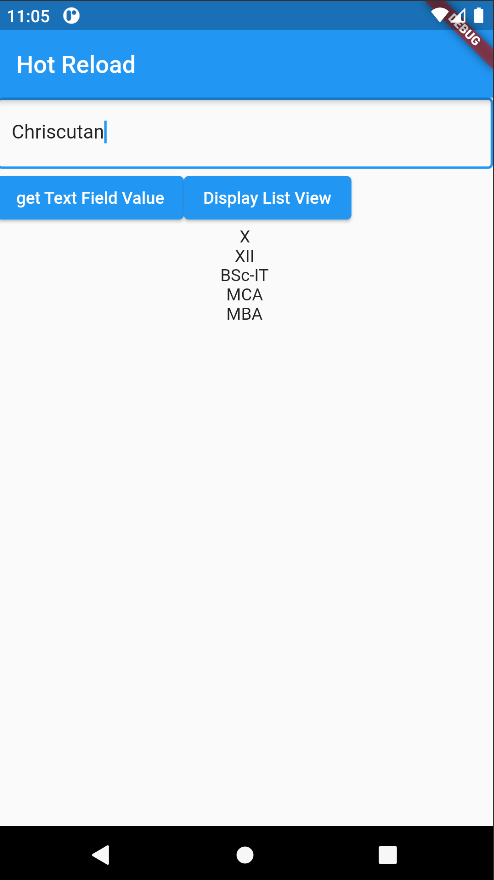 11:05
DEBUG
Hot Reload
Chriscutan
get Text Field Value Display List View
X
XII
BSc-IT
MCA
MBA